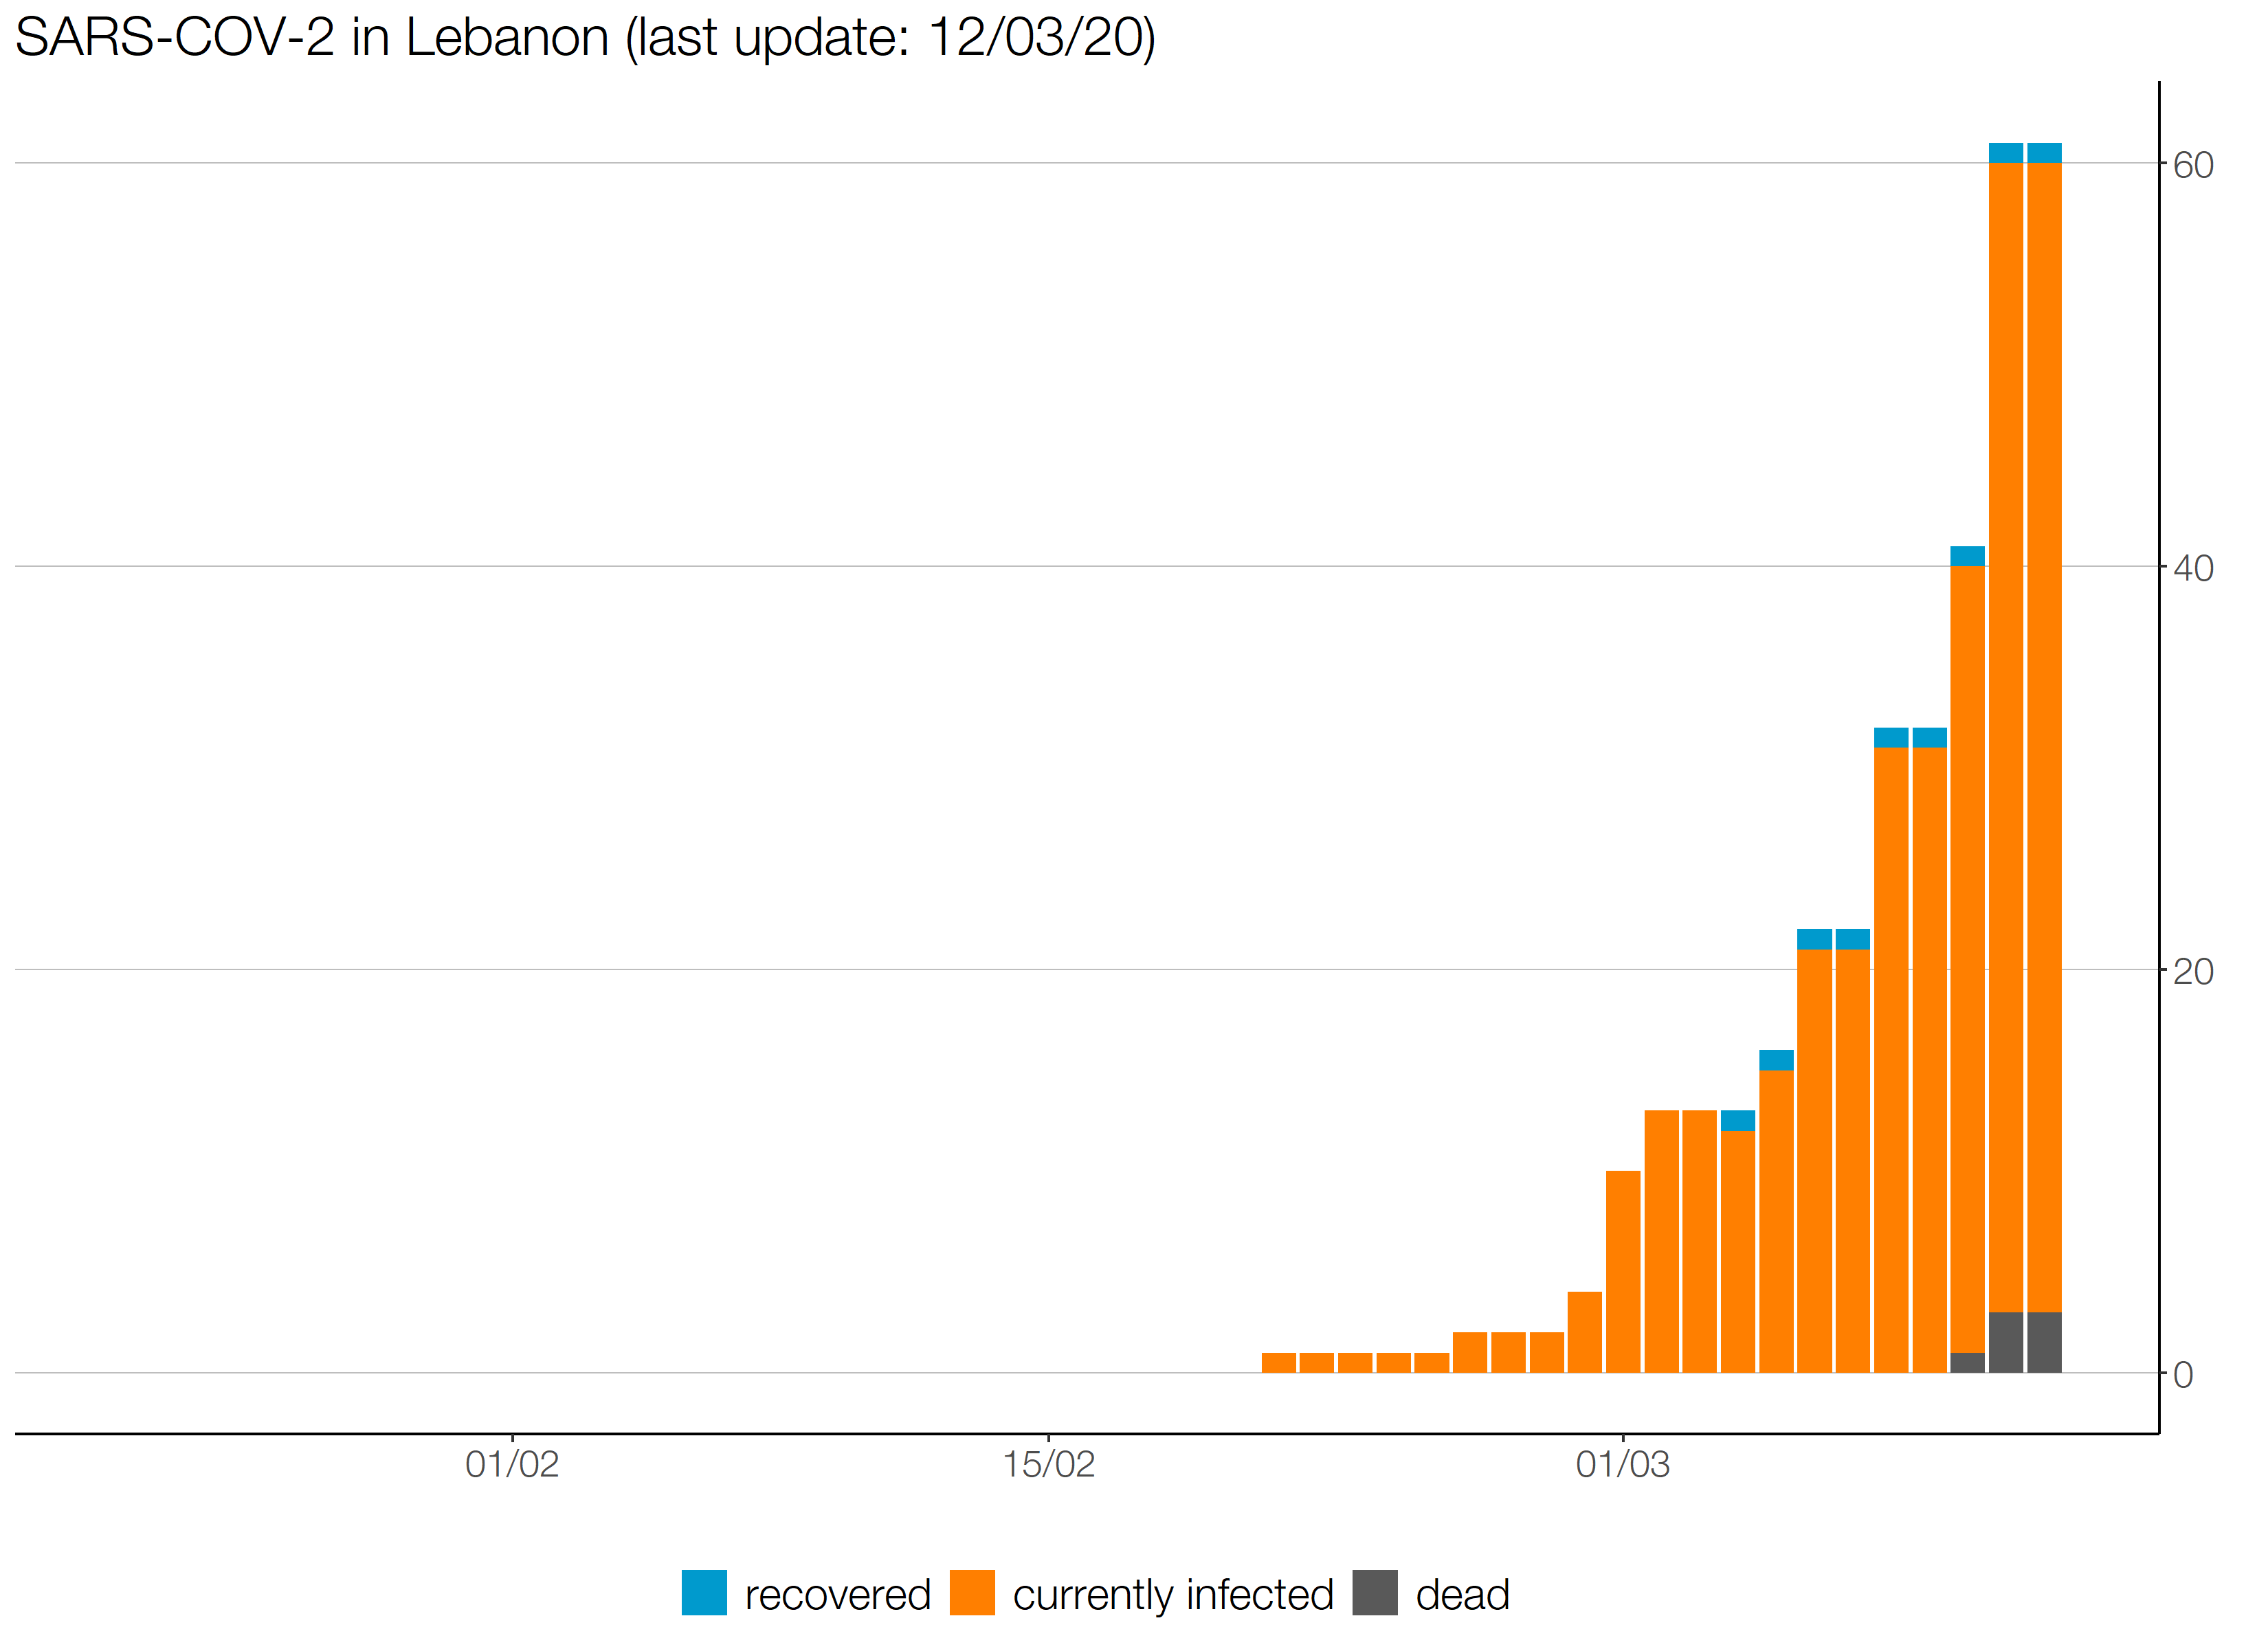 SARS-COV-2 in Lebanon (last update: 12/03/20)
60
40
20
0
01/02 15/02 01/03
recovered currently infected dead